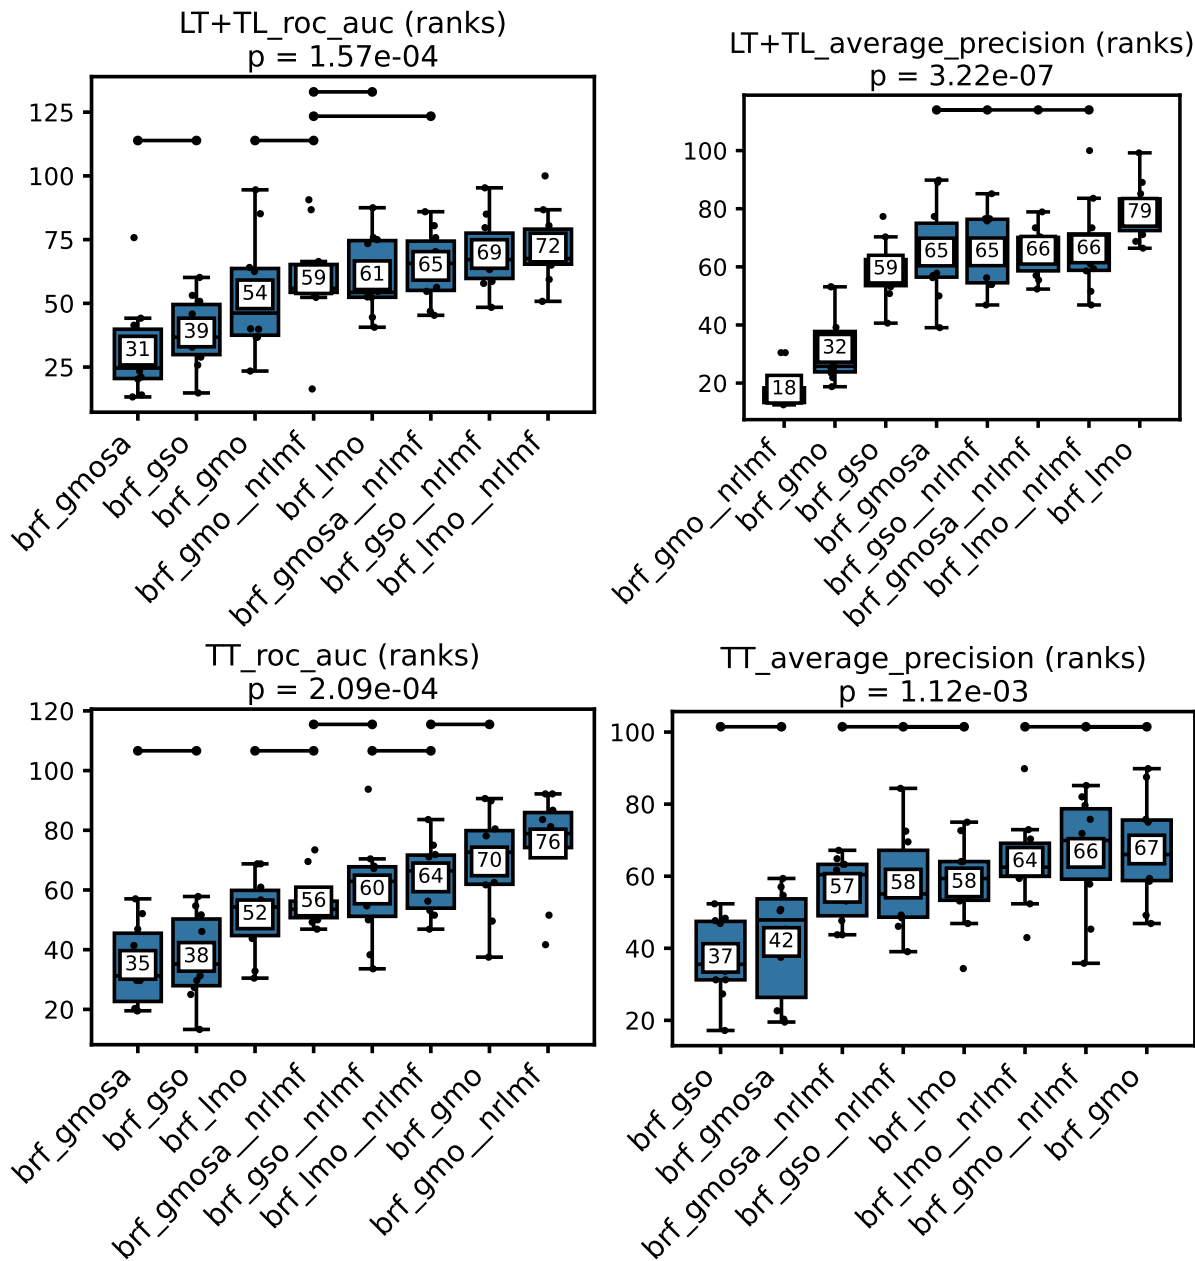 LT+TL_roc_auc (ranks)
p = 1.57e-04
125
100
75
50
25
31
39
54
59
61
65
69
72
brf_gmosa
brf_gso
brf_gmo
brf_gmo__nrlmf
brf_lmo
brf_gmosa__nrlmf
brf_gso__nrlmf
brf_lmo__nrlmf
LT+TL_average_precision (ranks)
p = 3.22e-07
100
80
60
40
20
18
32
59
65
65
66
66
79
brf_gmo__nrlmf
brf_gmo
brf_gso
brf_gmosa
brf_gso__nrlmf
brf_gmosa__nrlmf
brf_lmo__nrlmf
brf_lmo
TT_roc_auc (ranks)
p = 2.09e-04
120
100
80
60
40
20
35
38
52
56
60
64
70
76
brf_gmosa
brf_gso
brf_lmo
brf_gmosa__nrlmf
brf_gso__nrlmf
brf_lmo__nrlmf
brf_gmo
brf_gmo__nrlmf
TT_average_precision (ranks)
p = 1.12e-03
100
80
60
40
20
37
42
57
58
58
64
66
67
brf_gso
brf_gmosa
brf_gmosa__nrlmf
brf_gso__nrlmf
brf_lmo
brf_lmo__nrlmf
brf_gmo__nrlmf
brf_gmo